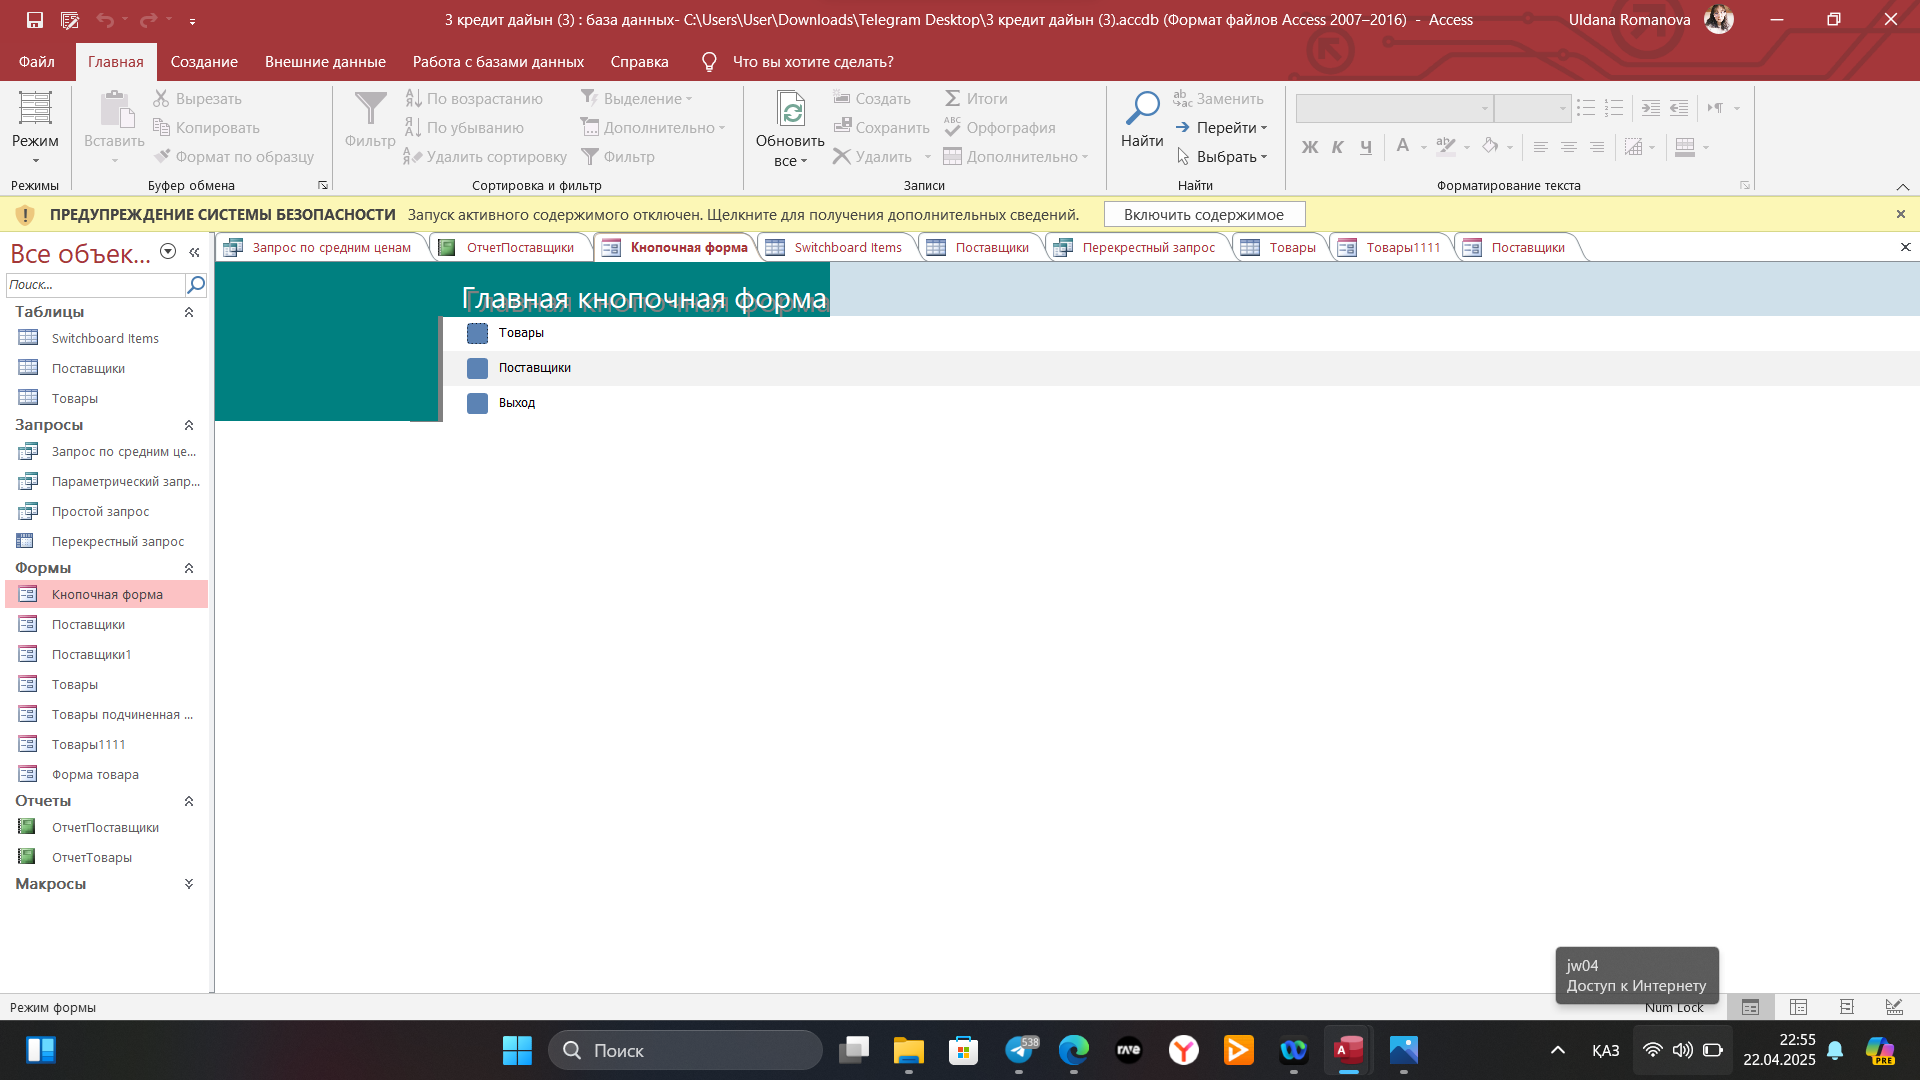 3 кредит дайын (3) : база данных- C:\Users\User\Downloads\Telegram Desktop\3 кредит дайын (3).accdb (Формат файлов Access 2007–2016) - Access
Uldana Romanova
Файл
Главная
Создание
Внешние данные
Работа с базами данных
Справка
Что вы хотите сделать?
Режим
Режимы
Вставить
Вырезать
Копировать
Формат по образцу
Буфер обмена
Фильтр
По возрастанию
По убыванию
Удалить сортировку
Выделение
Дополнительно
Фильтр
Сортировка и фильтр
Обновить
все
Создать
Сохранить
Удалить
Итоги
Орфография
Дополнительно
Записи
Найти
Заменить
Перейти
Выбрать
Найти
Ж К Ч А
Форматирование текста
ПРЕДУПРЕЖДЕНИЕ СИСТЕМЫ БЕЗОПАСНОСТИ Запуск активного содержимого отключен. Щелкните для получения дополнительных сведений.
Включить содержимое
Все объек...
Поиск...
Таблицы
Switchboard Items
Поставщики
Товары
Запросы
Запрос по средним це...
Параметрический запр...
Простой запрос
Перекрестный запрос
Формы
Кнопочная форма
Поставщики
Поставщики1
Товары
Товары подчиненная ...
Товары1111
Форма товара
Отчеты
ОтчетПоставщики
ОтчетТовары
Макросы
Запрос по средним ценам
ОтчетПоставщики
Кнопочная форма
Switchboard Items
Поставщики
Перекрестный запрос
Товары
Товары1111
Поставщики
Главная кнопочная форма
Товары
Поставщики
Выход
jw04
Доступ к Интернету
Режим формы
Num Lock
Поиск
538
rave
ҚАЗ
22:55
22.04.2025
PRE